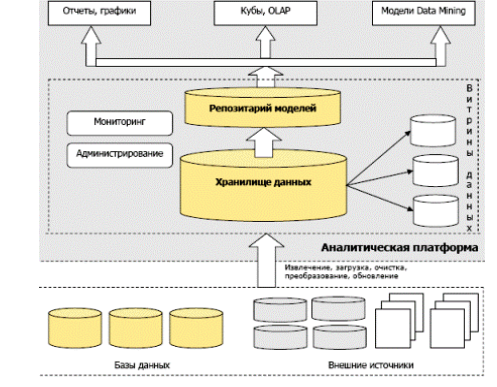 Отчеты, графики
Кубы, OLAP
Модели Data Mining
Репозитарий моделей
Мониторинг
Администрирование
Хранилище данных
Витрины данных
Аналитическая платформа
Извлечение, загрузка, очистка,
преобразование, обновление
Базы данных
Внешние источники